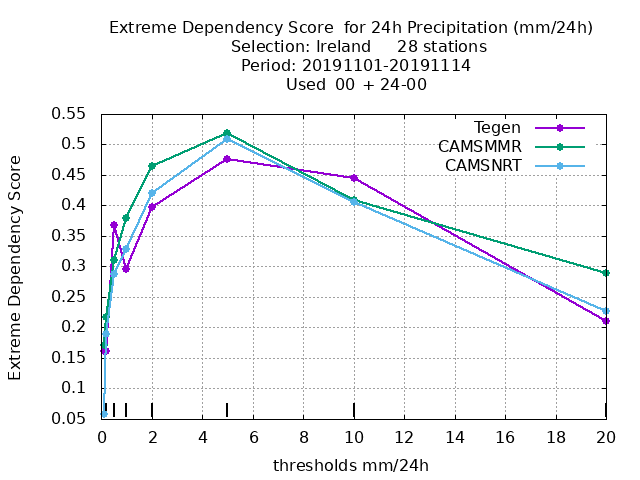 Extreme Dependency Score  for 24h Precipitation (mm/24h)
Selection: Ireland     28 stations
Period: 20191101-20191114
Used  00 + 24-00
Extreme Dependency Score
0.55
0.5
0.45
0.4
0.35
0.3
0.25
0.2
0.15
0.1
0.05
Tegen
CAMSMMR
CAMSNRT
0 2 4 6 8 10 12 14 16 18 20
thresholds mm/24h